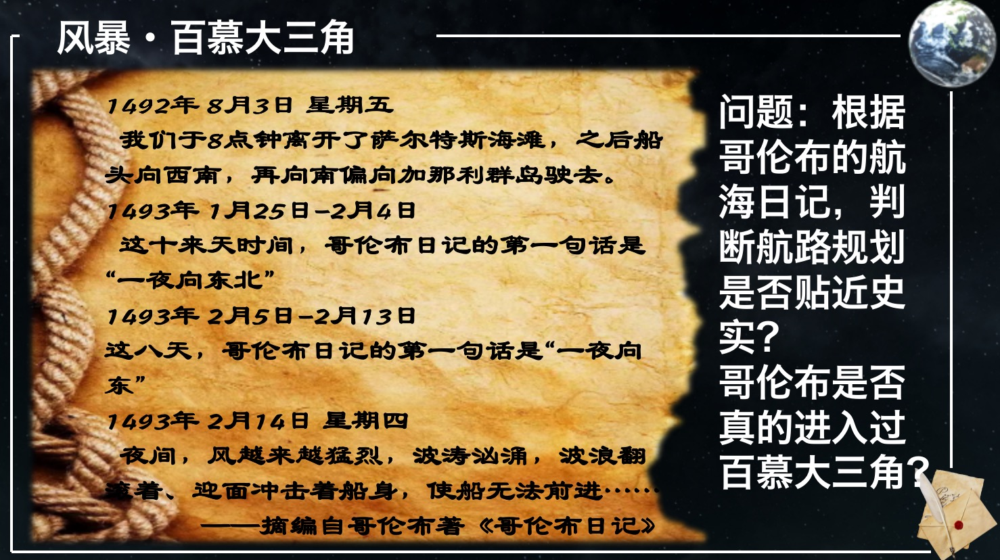 风暴·百慕大三角
1492年 8月3日 星期五
我们于8点钟离开了萨尔特斯海滩，之后船
头向西南，再向南偏向加那利群岛驶去。
1493年 1月25日-2月4日
这十来天时间，哥伦布日记的第一句话是
“一夜向东北”
1493年 2月5日-2月13日
这八天，哥伦布日记的第一句话是“一夜向
东”
1493年 2月14日 星期四
夜间，风越来越猛烈，波涛汹涌，波浪翻
滚着、迎面冲击着船身，使船无法前进······
——摘编自哥伦布著《哥伦布日记》
问题：根据
哥伦布的航
海日记，判
断航路规划
是否贴近史
实？
哥伦布是否
真的进入过
百慕大三角？